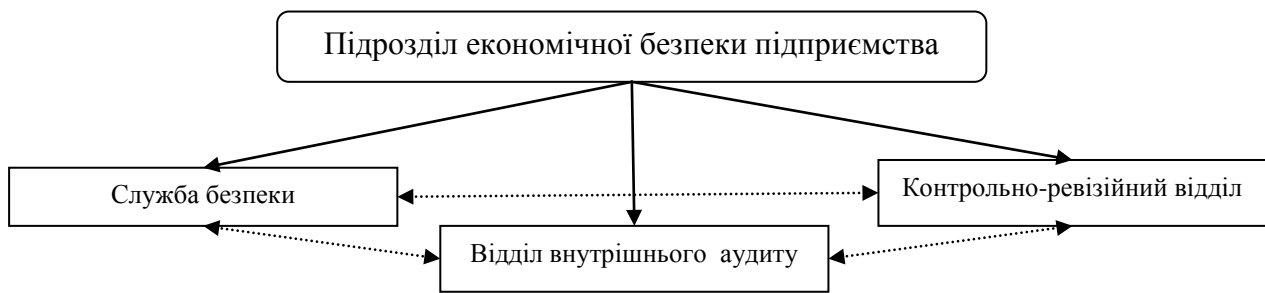 Підрозділ економічної безпеки підприємства
Служба безпеки
Контрольно-ревізійний відділ
Відділ внутрішнього аудиту